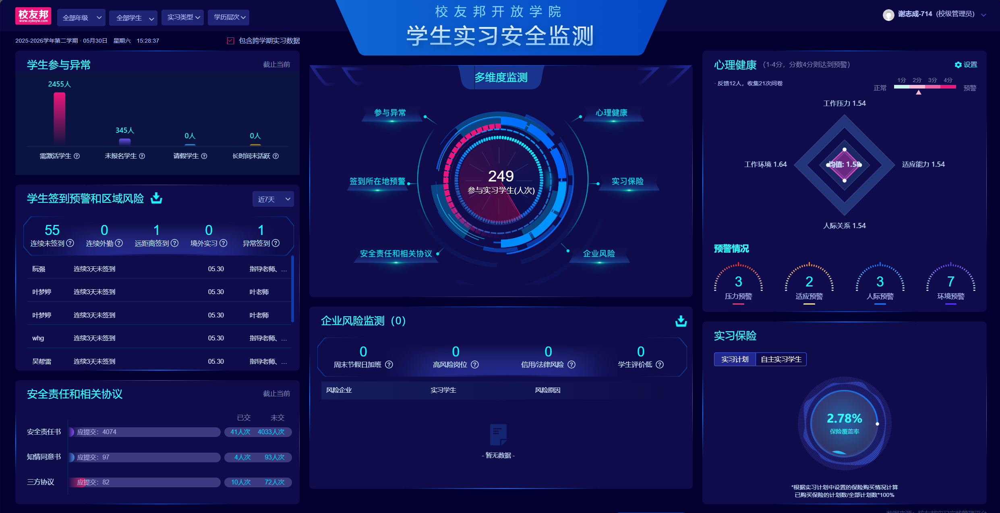 校友邦
www.xybsyw.com
全部年级
全部学生
实习类型
学历层次
校友邦开放学院
学生实习安全监测
谢志成-714（校级管理员）
2025-2026学年第二学期 · 05月30日 星期六 15:28:37
包含跨学期实习数据
学生参与异常
截止当前
2455人
345人
0人
0人
需激活学生
未报名学生
请假学生
长时间未活跃
学生签到预警和区域风险
近7天
55
0
1
0
1
连续未签到
连续外勤
远距离签到
境外实习
异常签到
阮强 连续3天未签到 05.30 指导老师、...
叶梦婷 连续3天未签到 05.30 叶老师
叶梦婷 连续3天未签到 05.30 叶老师
whg 连续3天未签到 05.30 指导老师、...
吴帮雷 连续3天未签到 05.30 指导老师、...
安全责任和相关协议
截止当前
已交 未交
安全责任书 应提交：4074 41人次 4033人次
知情同意书 应提交：97 4人次 93人次
三方协议 应提交：82 10人次 72人次
多维度监测
参与异常
心理健康
签到所在地预警
实习保险
安全责任和相关协议
企业风险
249
参与实习学生(人次)
企业风险监测（0）
0
0
0
0
周末节假日加班
高风险岗位
信用/法律风险
学生评价低
风险企业 实习学生 风险原因
- 暂无数据 -
心理健康（1-4分，分数4分则达到预警）
设置
· 反馈12人，收集21次问卷
1分 2分 3分 4分
正常
预警
工作压力 1.54
工作环境 1.64
均值: 1.58
适应能力 1.54
人际关系 1.54
预警情况
3
2
3
7
压力预警
适应预警
人际预警
环境预警
实习保险
实习计划
自主实习学生
2.78%
保险覆盖率
*根据实习计划中设置的保险购买情况计算
已购买保险的计划数/全部计划数*100%